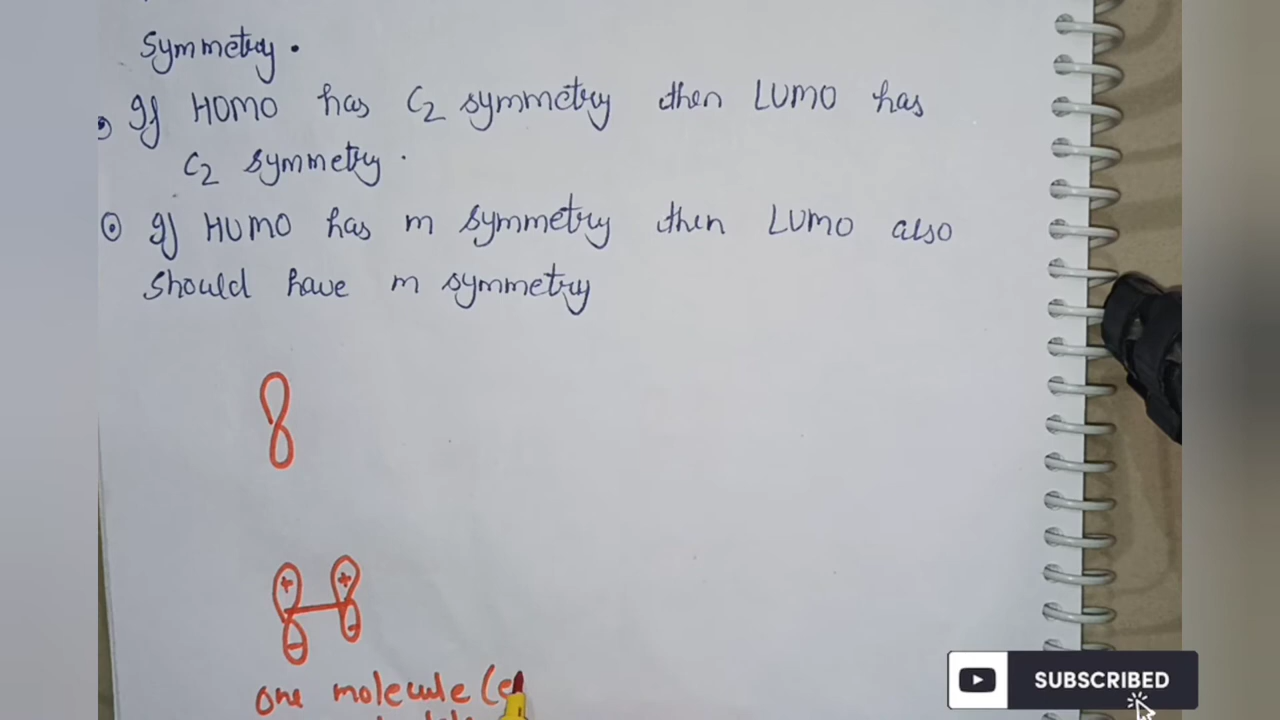 Symmetry.
If HOMO has C2 symmetry then LUMO has
C2 symmetry.
If HUMO has m symmetry then LUMO also
should have m symmetry
+ +
- -
one molecule (e
SUBSCRIBED